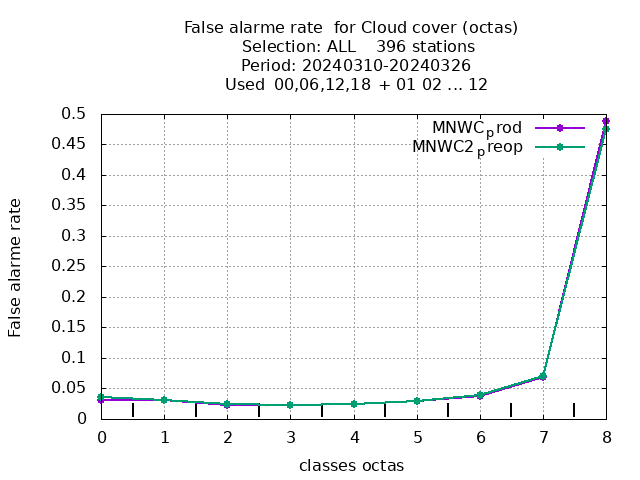 False alarme rate  for Cloud cover (octas)
Selection: ALL    396 stations
Period: 20240310-20240326
Used  00,06,12,18  + 01 02 ... 12
MNWCprod
MNWC2preop
0.5
0.45
0.4
0.35
0.3
0.25
0.2
0.15
0.1
0.05
0
False alarme rate
0 1 2 3 4 5 6 7 8
classes octas